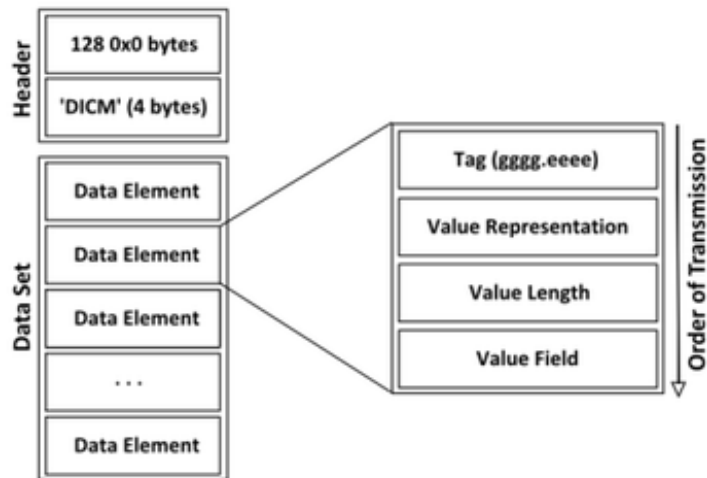 Header
128 0x0 bytes
'DICM' (4 bytes)
Data Set
Data Element
Data Element
Data Element
...
Data Element
Tag (gggg.eeee)
Value Representation
Value Length
Value Field
Order of Transmission